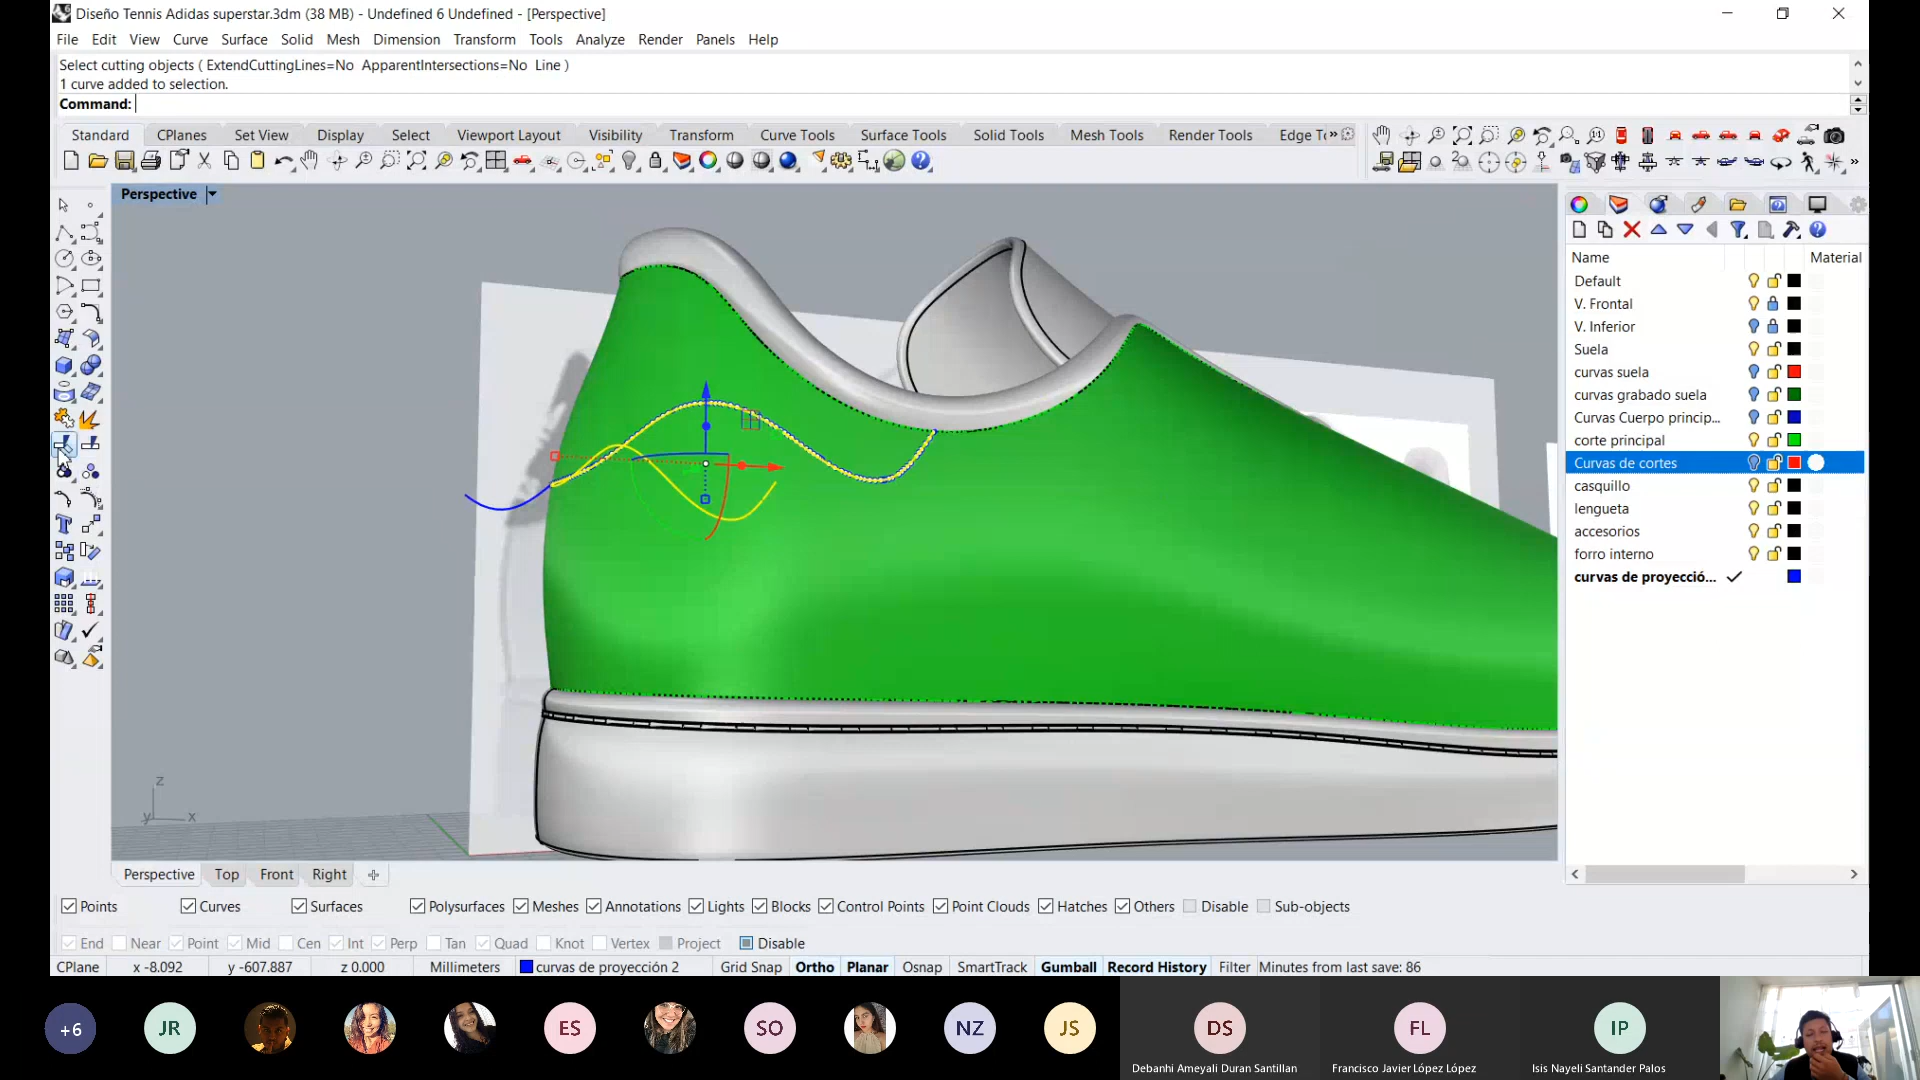 Diseño Tennis Adidas superstar.3dm (38 MB) - Undefined 6 Undefined - [Perspective]
File Edit View Curve Surface Solid Mesh Dimension Transform Tools Analyze Render Panels Help
Select cutting objects ( ExtendCuttingLines=No ApparentIntersections=No Line )
1 curve added to selection.
Command:
Standard CPlanes Set View Display Select Viewport Layout Visibility Transform Curve Tools Surface Tools Solid Tools Mesh Tools Render Tools Edge To »
Perspective
Name Material
Default
V. Frontal
V. Inferior
Suela
curvas suela
curvas grabado suela
Curvas Cuerpo princip...
corte principal
Curvas de cortes
casquillo
lengueta
accesorios
forro interno
curvas de proyecció...
z
y x
Perspective Top Front Right
Points Curves Surfaces Polysurfaces Meshes Annotations Lights Blocks Control Points Point Clouds Hatches Others Disable Sub-objects
End Near Point Mid Cen Int Perp Tan Quad Knot Vertex Project Disable
CPlane x -8.092 y -607.887 z 0.000 Millimeters curvas de proyección 2 Grid Snap Ortho Planar Osnap SmartTrack Gumball Record History Filter Minutes from last save: 86
+6 JR ES SO NZ JS DS FL IP
Debanhi Ameyali Duran Santillan Francisco Javier López López Isis Nayeli Santander Palos